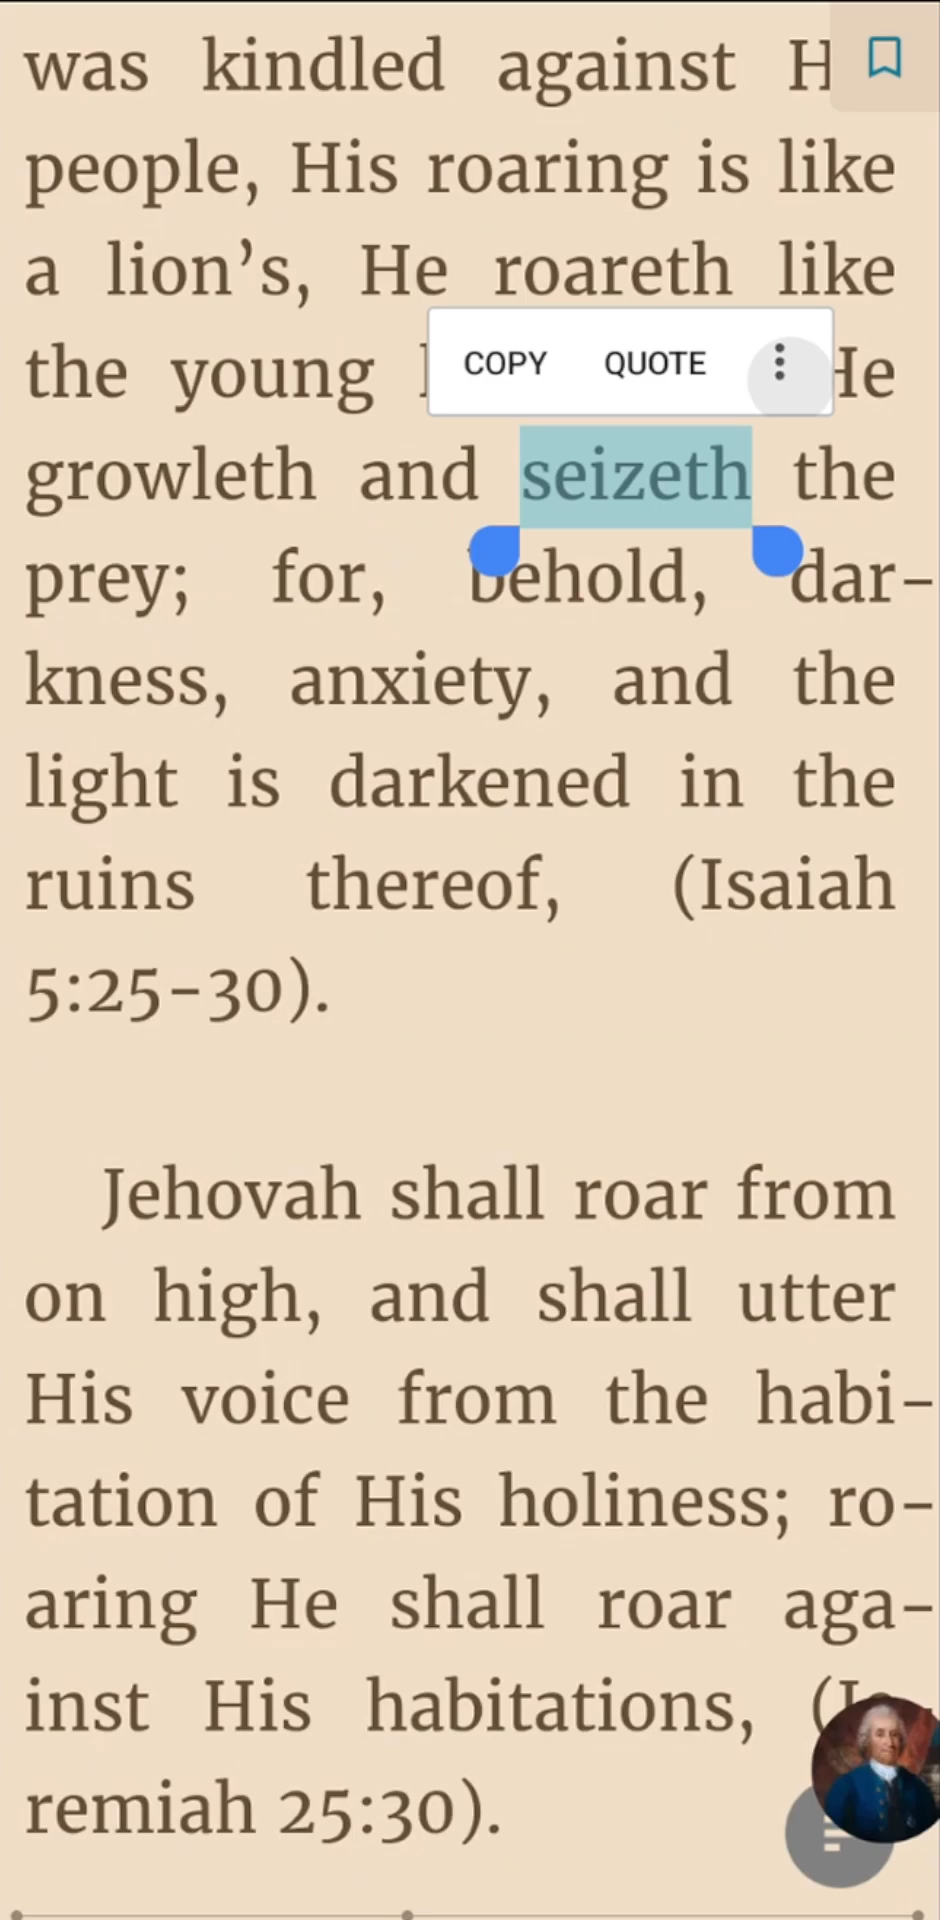 was kindled against
people, His roaring is like
a lion’s, He roareth like
the young He
COPY QUOTE
growleth and seizeth the
prey; for, behold, dar-
kness, anxiety, and the
light is darkened in the
ruins thereof, (Isaiah
5:25-30).
Jehovah shall roar from
on high, and shall utter
His voice from the habi-
tation of His holiness; ro-
aring He shall roar aga-
inst His habitations,
remiah 25:30).